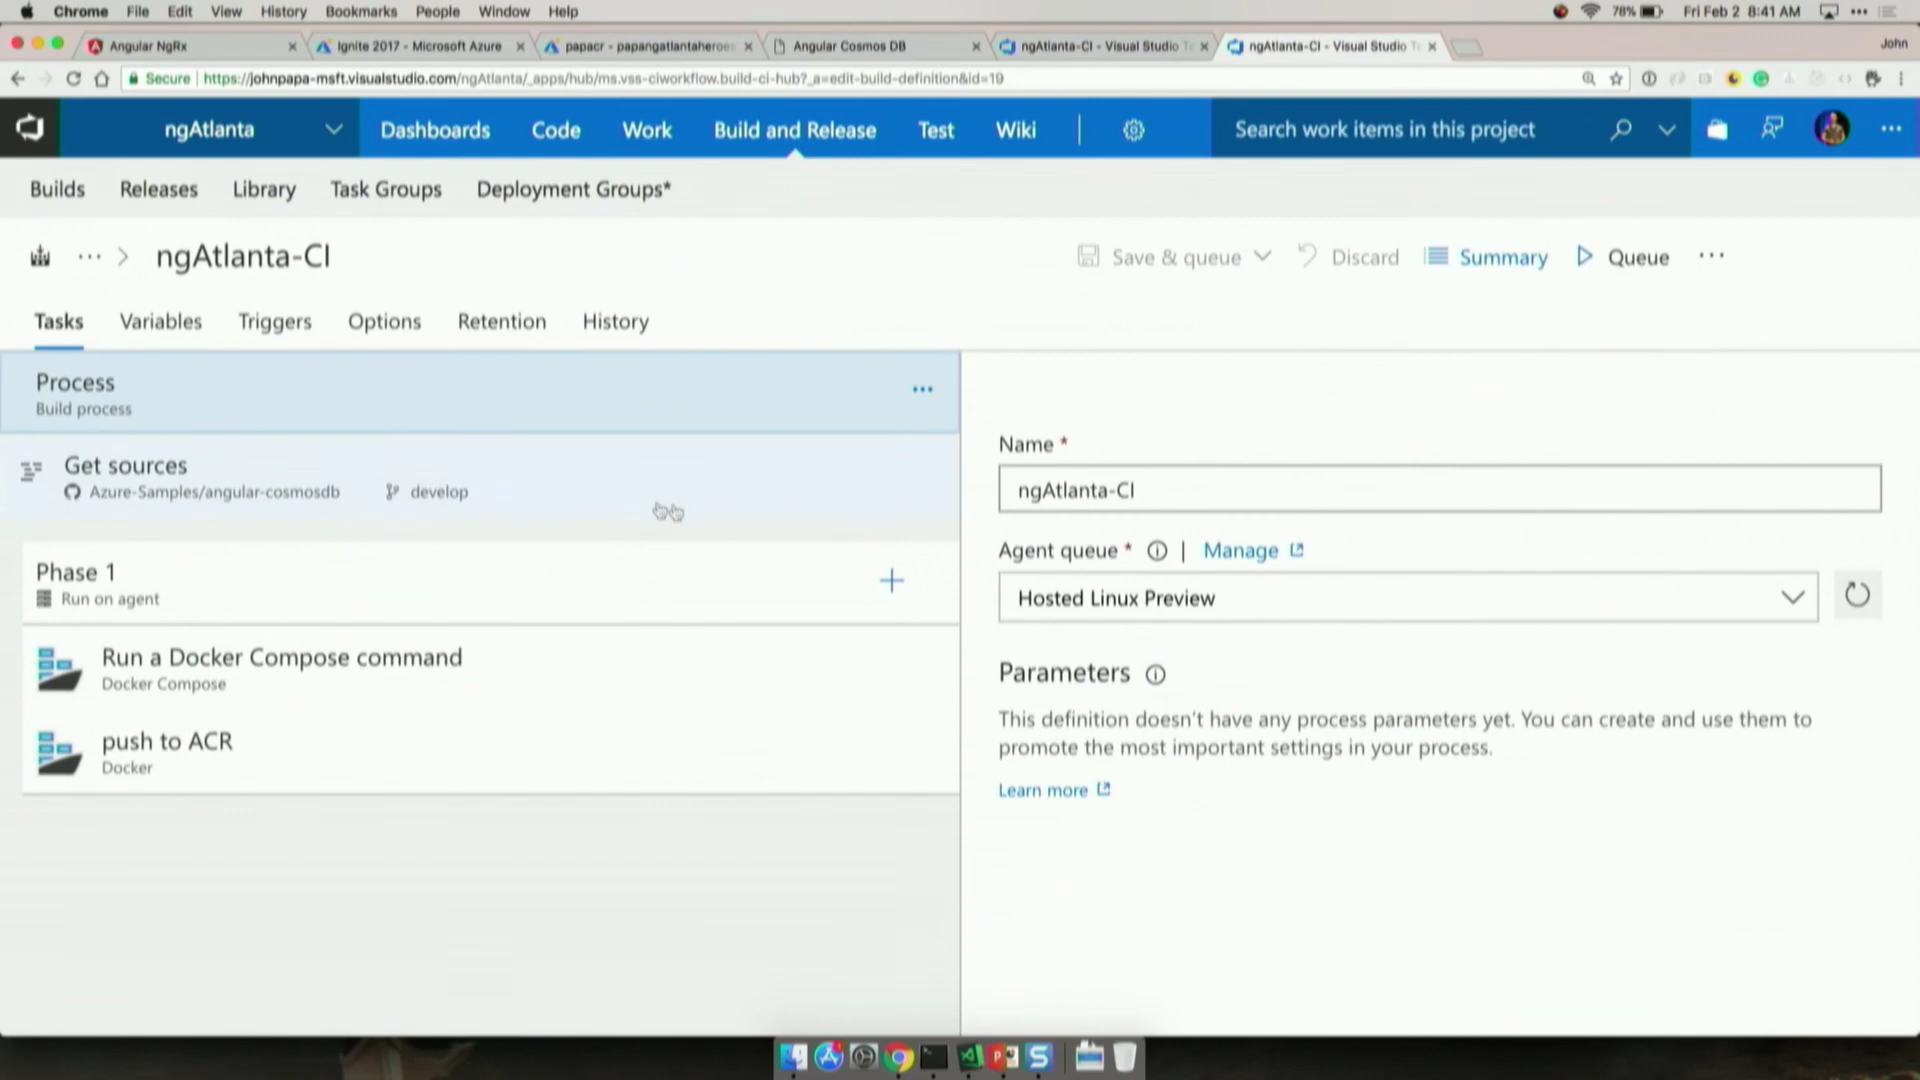 Chrome File Edit View History Bookmarks People Window Help 78% Fri Feb 2 8:41 AM
Angular NgRx Ignite 2017 - Microsoft Azure papacr - papangatlantaheroes Angular Cosmos DB ngAtlanta-CI - Visual Studio Te ngAtlanta-CI - Visual Studio Te John
Secure https://johnpapa-msft.visualstudio.com/ngAtlanta/_apps/hub/ms.vss-ciworkflow.build-ci-hub?_a=edit-build-definition&id=19
ngAtlanta Dashboards Code Work Build and Release Test Wiki Search work items in this project
Builds Releases Library Task Groups Deployment Groups*
ngAtlanta-CI Save & queue Discard Summary Queue
Tasks Variables Triggers Options Retention History
Process
Build process
Get sources
Azure-Samples/angular-cosmosdb develop
Phase 1
Run on agent
Run a Docker Compose command
Docker Compose
push to ACR
Docker
Name *
ngAtlanta-CI
Agent queue * | Manage
Hosted Linux Preview
Parameters
This definition doesn't have any process parameters yet. You can create and use them to
promote the most important settings in your process.
Learn more